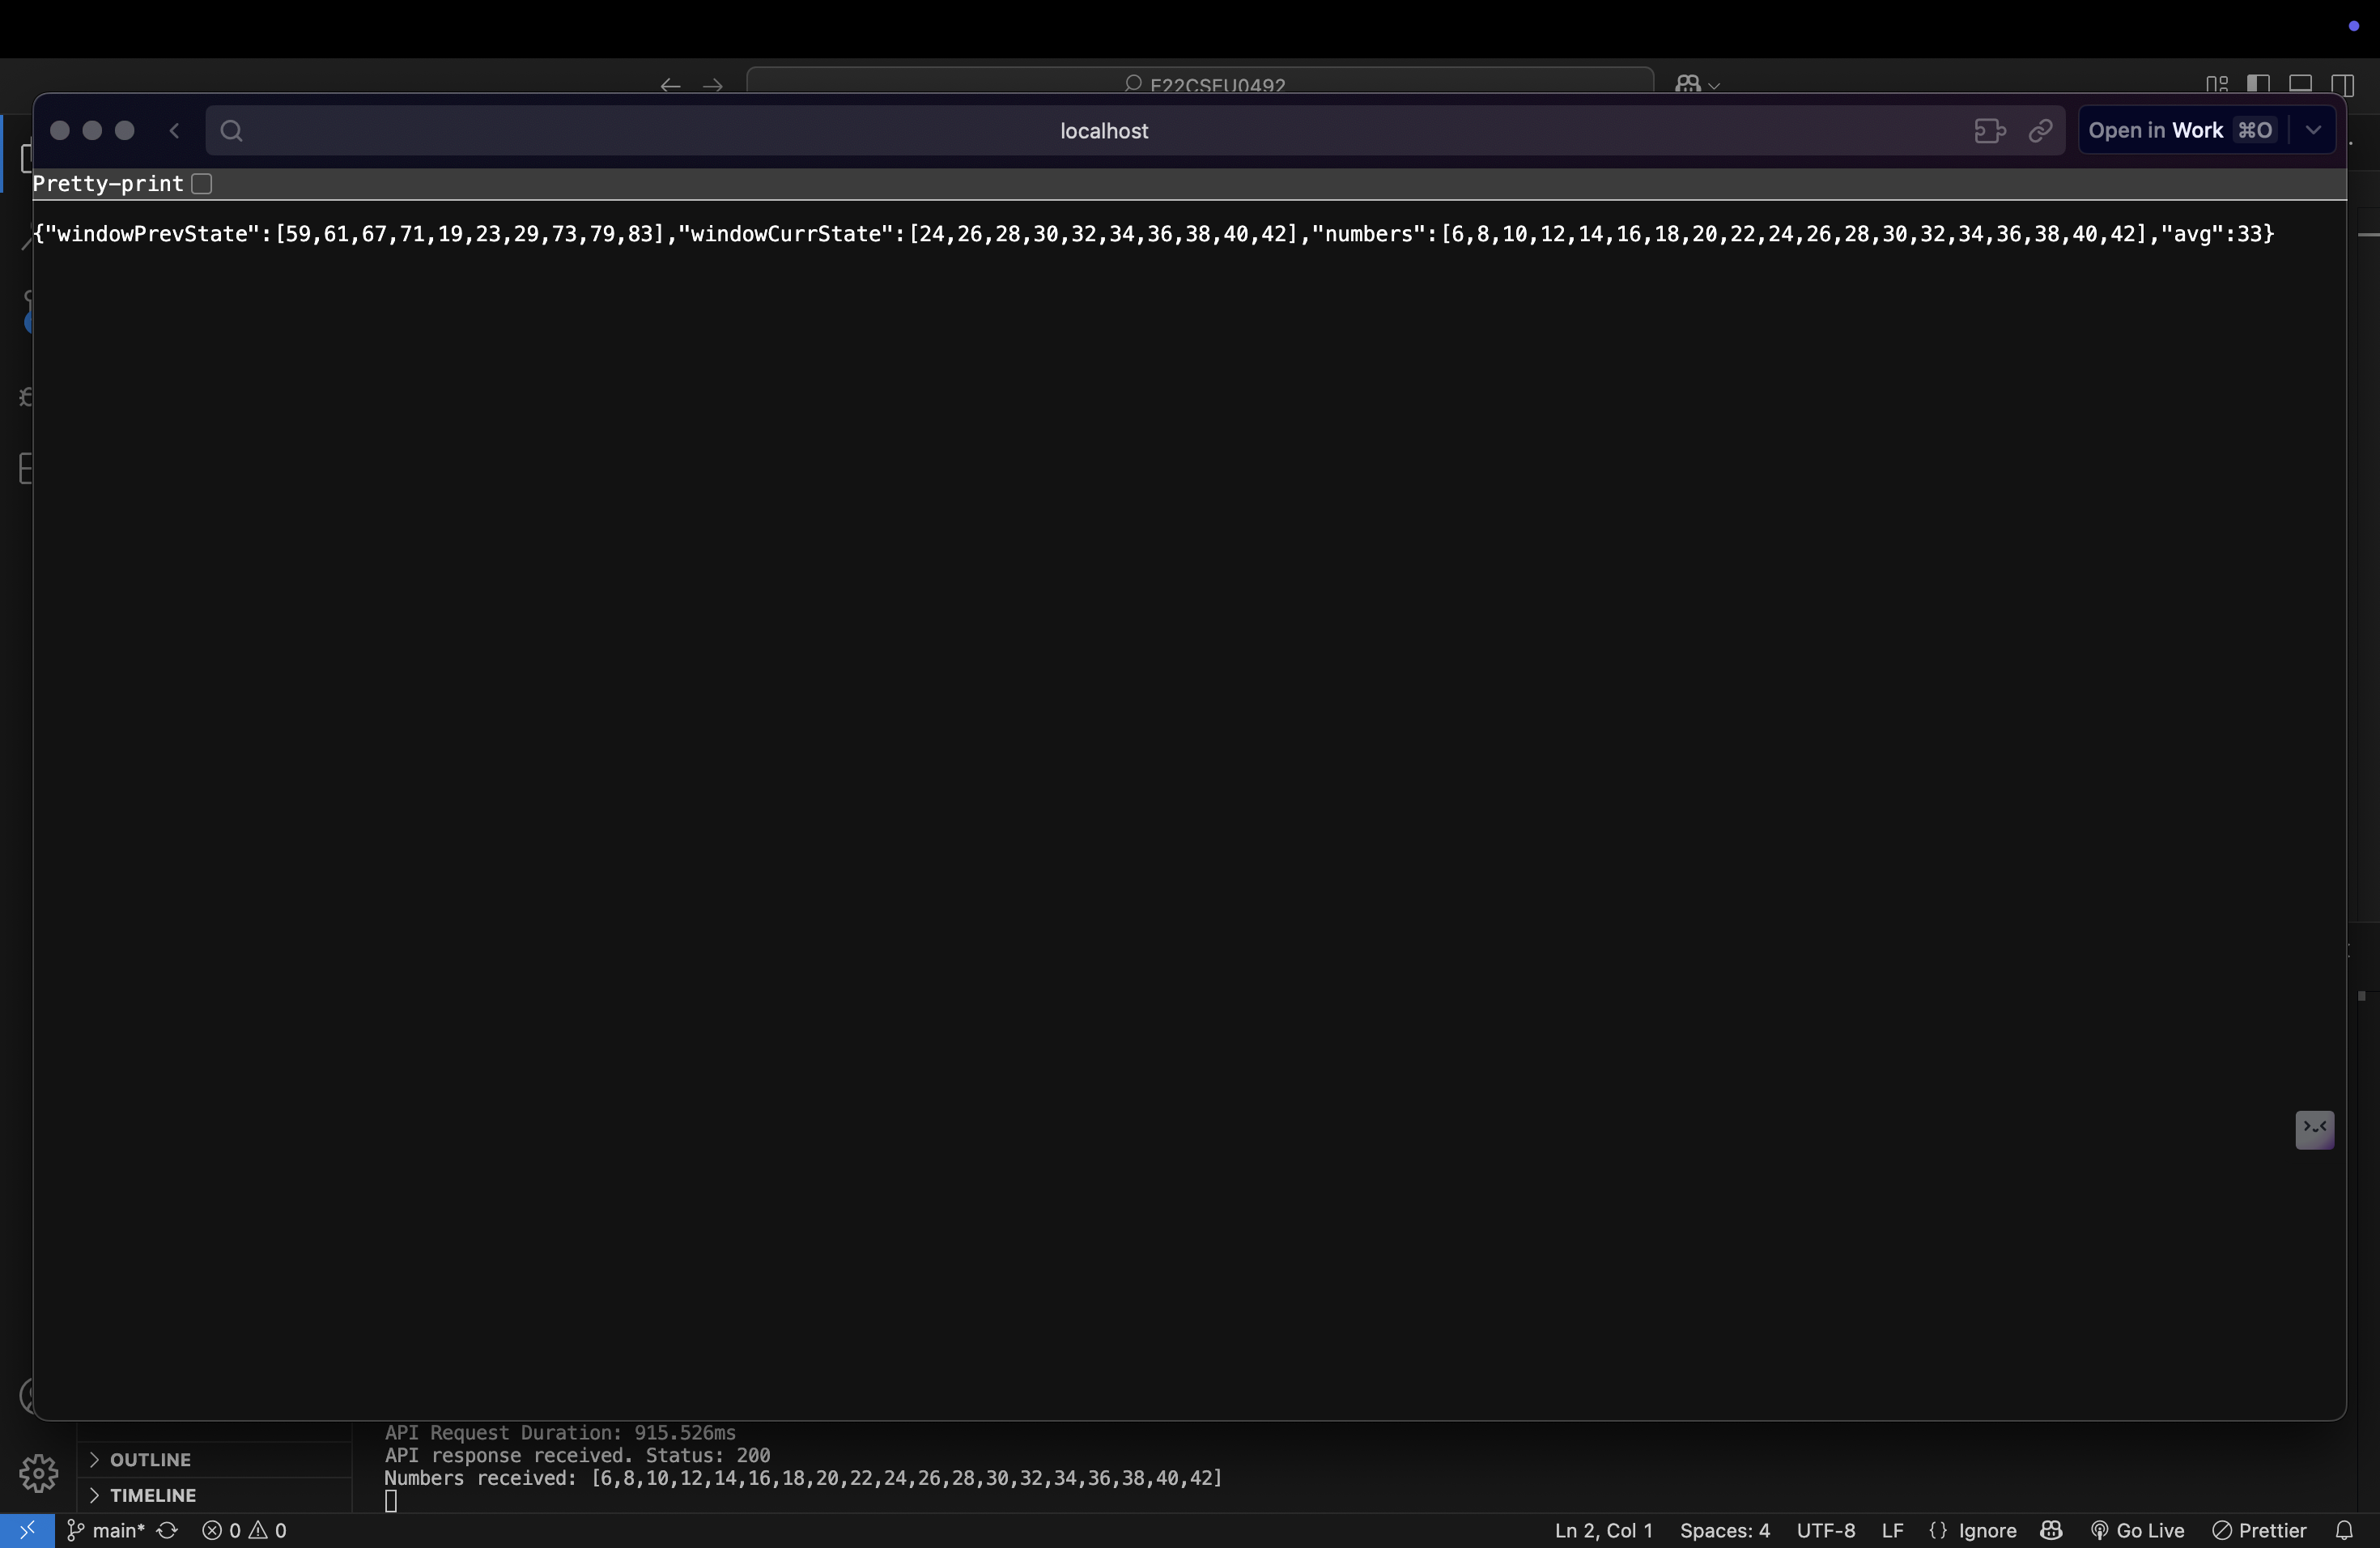 E22CSEU0492
localhost
Open in Work ⌘O
Pretty-print
{"windowPrevState":[59,61,67,71,19,23,29,73,79,83],"windowCurrState":[24,26,28,30,32,34,36,38,40,42],"numbers":[6,8,10,12,14,16,18,20,22,24,26,28,30,32,34,36,38,40,42],"avg":33}
API Request Duration: 915.526ms
API response received. Status: 200
Numbers received: [6,8,10,12,14,16,18,20,22,24,26,28,30,32,34,36,38,40,42]
OUTLINE
TIMELINE
main* 0 0 Ln 2, Col 1 Spaces: 4 UTF-8 LF {} Ignore Go Live Prettier